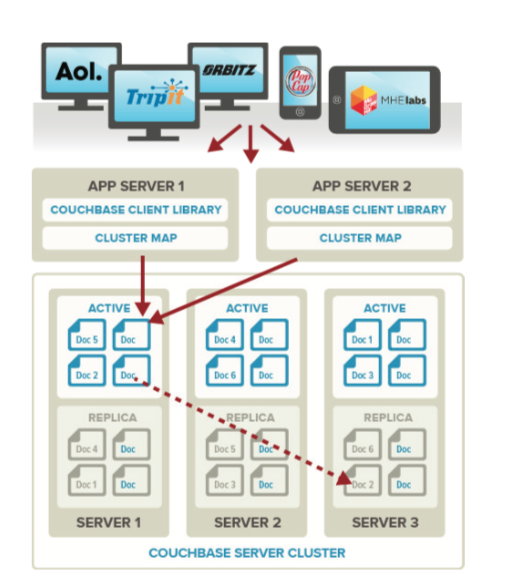 Aol.
TripIt
ORBITZ
Pop Cap
MHElabs
APP SERVER 1
COUCHBASE CLIENT LIBRARY
CLUSTER MAP
APP SERVER 2
COUCHBASE CLIENT LIBRARY
CLUSTER MAP
ACTIVE
Doc 5 Doc
Doc 2 Doc
REPLICA
Doc 4 Doc
Doc 1 Doc
SERVER 1
ACTIVE
Doc 4 Doc
Doc 6 Doc
REPLICA
Doc 5 Doc
Doc 3 Doc
SERVER 2
ACTIVE
Doc 1 Doc
Doc 3 Doc
REPLICA
Doc 6 Doc
Doc 2 Doc
SERVER 3
COUCHBASE SERVER CLUSTER